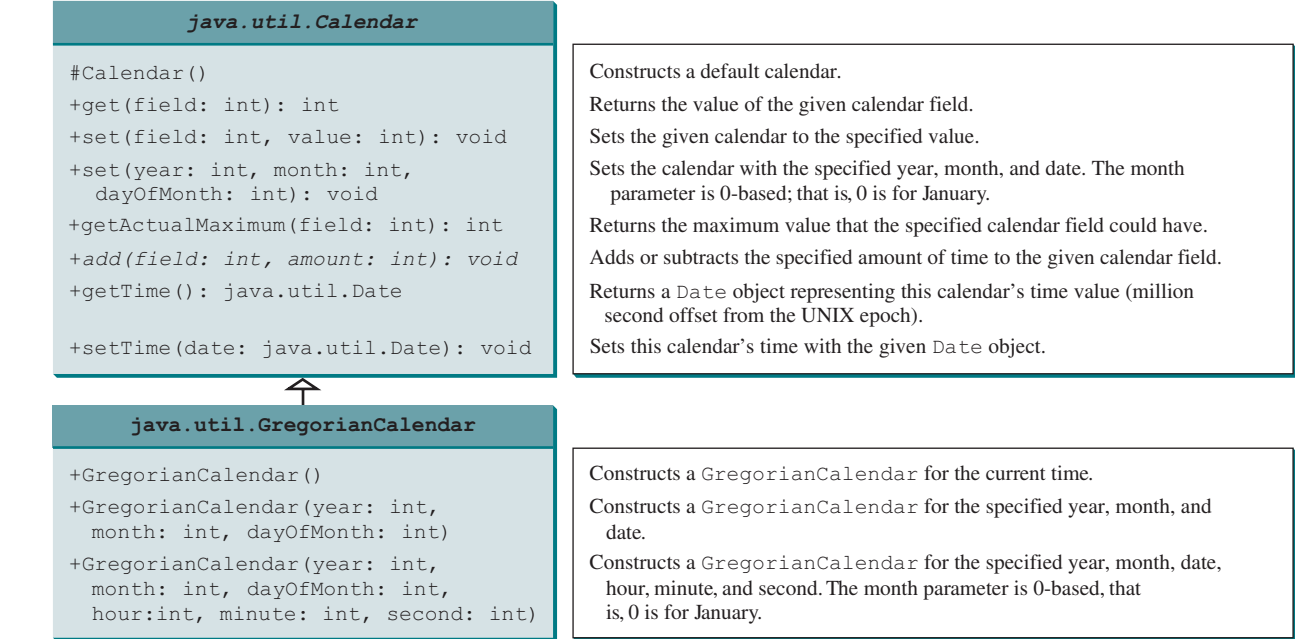 java.util.Calendar
#Calendar()
Constructs a default calendar.
+get(field: int): int
Returns the value of the given calendar field.
+set(field: int, value: int): void
Sets the given calendar to the specified value.
+set(year: int, month: int,
dayOfMonth: int): void
Sets the calendar with the specified year, month, and date. The month
parameter is 0-based; that is, 0 is for January.
+getActualMaximum(field: int): int
Returns the maximum value that the specified calendar field could have.
+add(field: int, amount: int): void
Adds or subtracts the specified amount of time to the given calendar field.
+getTime(): java.util.Date
Returns a Date object representing this calendar's time value (million
second offset from the UNIX epoch).
+setTime(date: java.util.Date): void
Sets this calendar's time with the given Date object.
java.util.GregorianCalendar
+GregorianCalendar()
Constructs a GregorianCalendar for the current time.
+GregorianCalendar(year: int,
month: int, dayOfMonth: int)
Constructs a GregorianCalendar for the specified year, month, and
date.
+GregorianCalendar(year: int,
month: int, dayOfMonth: int,
hour:int, minute: int, second: int)
Constructs a GregorianCalendar for the specified year, month, date,
hour, minute, and second. The month parameter is 0-based, that
is, 0 is for January.